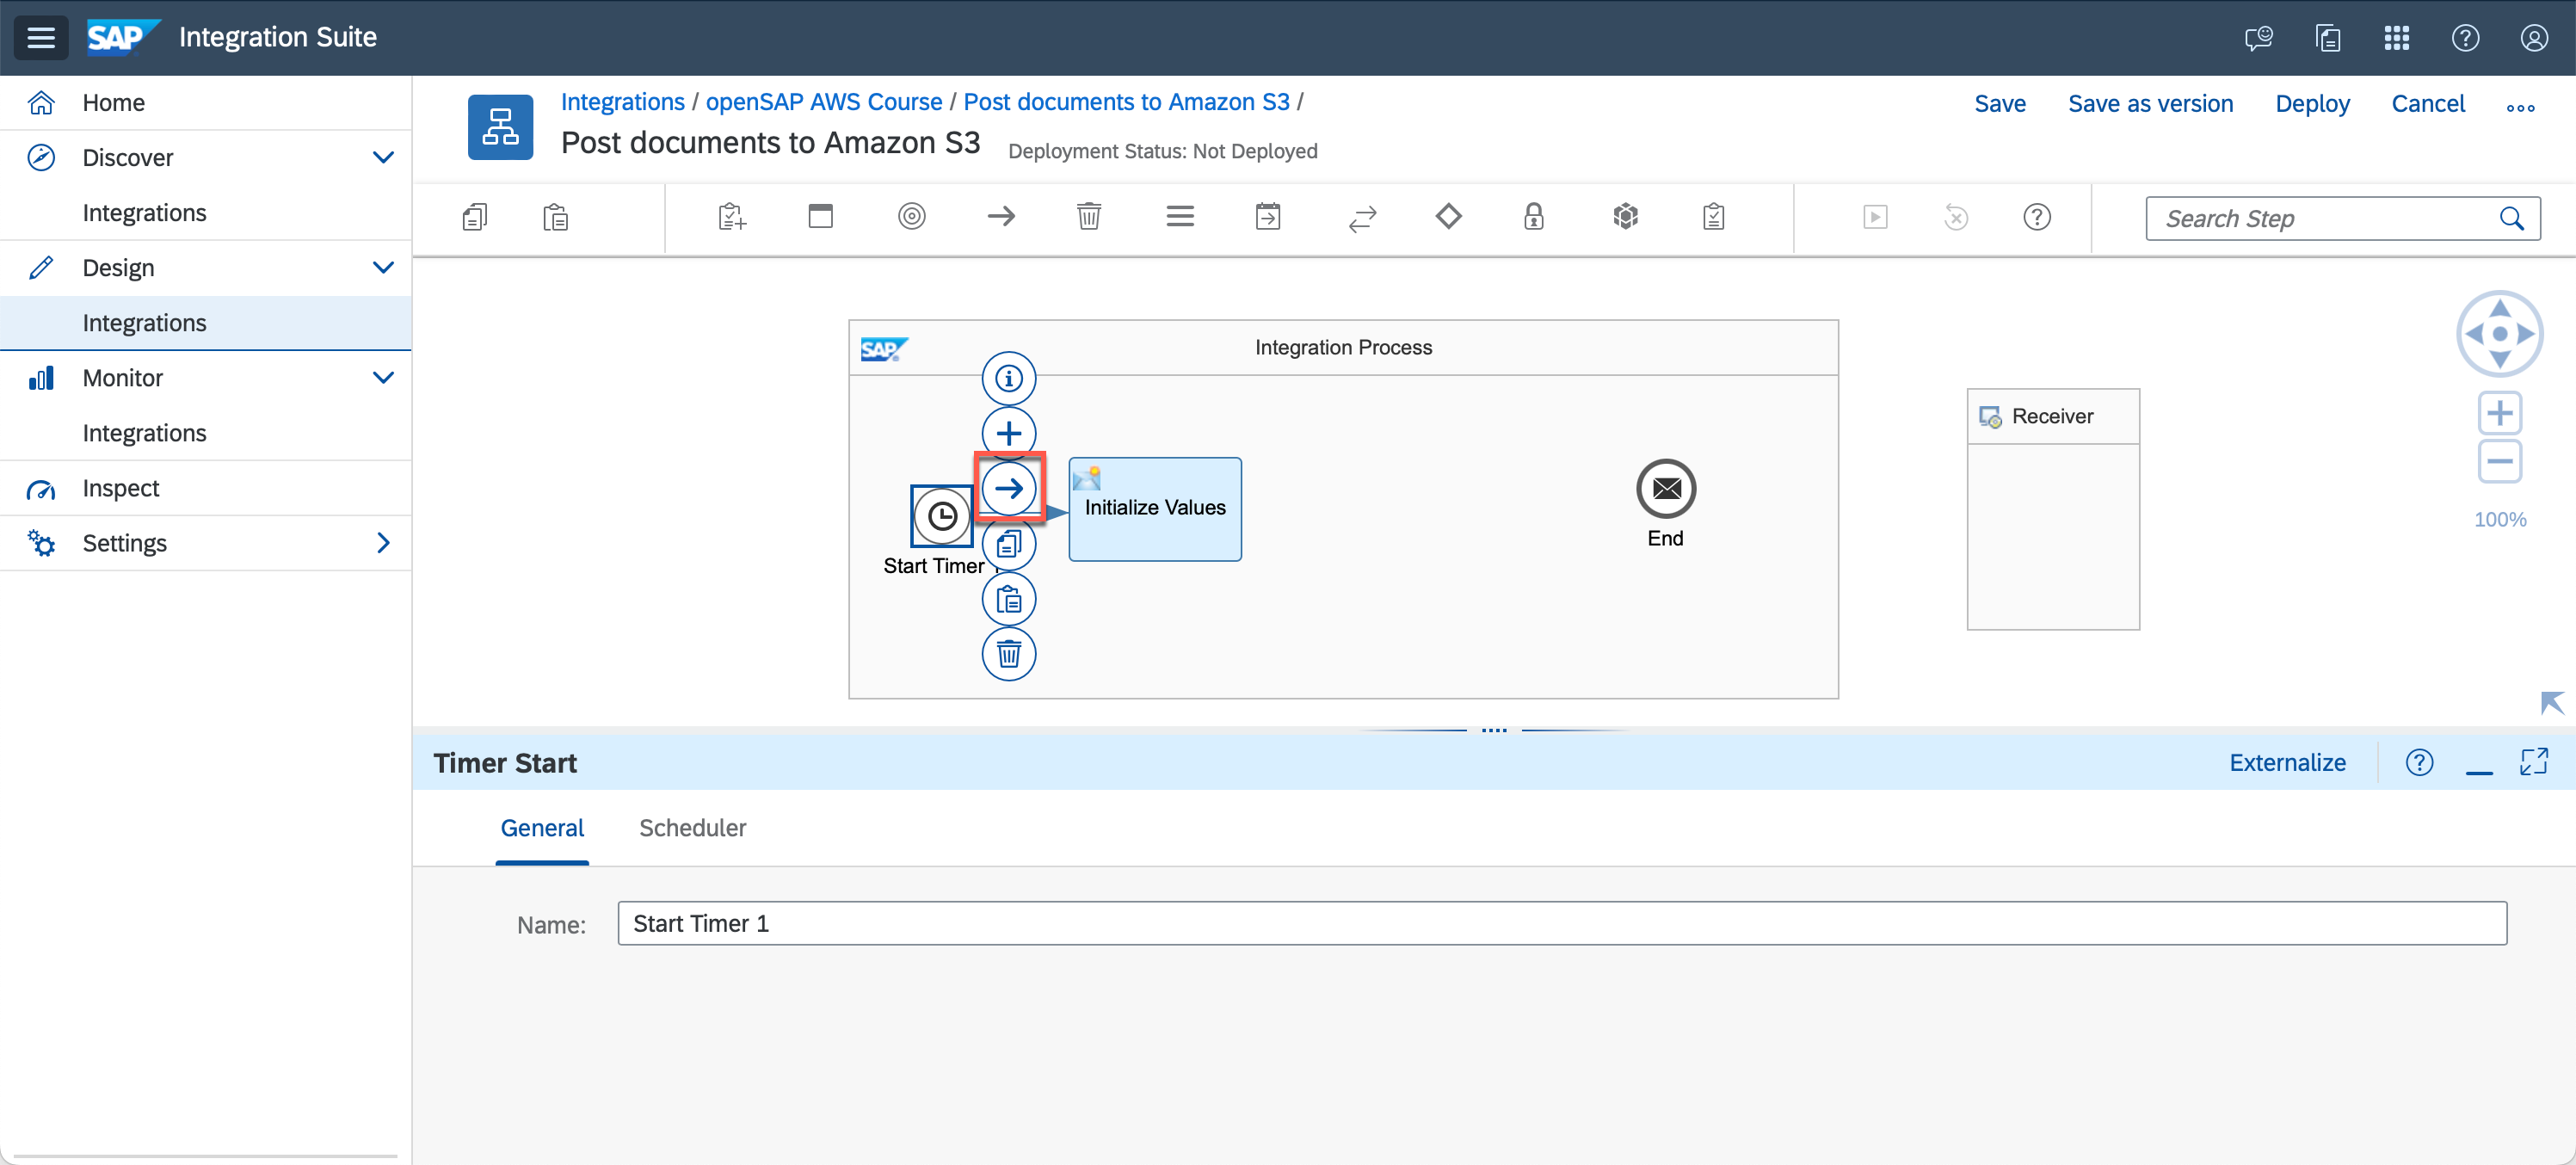 SAP Integration Suite
Home
Discover
Integrations
Design
Integrations
Monitor
Integrations
Inspect
Settings
Integrations / openSAP AWS Course / Post documents to Amazon S3 /
Post documents to Amazon S3 Deployment Status: Not Deployed
Save Save as version Deploy Cancel
Search Step
SAP Integration Process
Initialize Values
Start Timer
End
Receiver
100%
Timer Start
Externalize
General Scheduler
Name: Start Timer 1